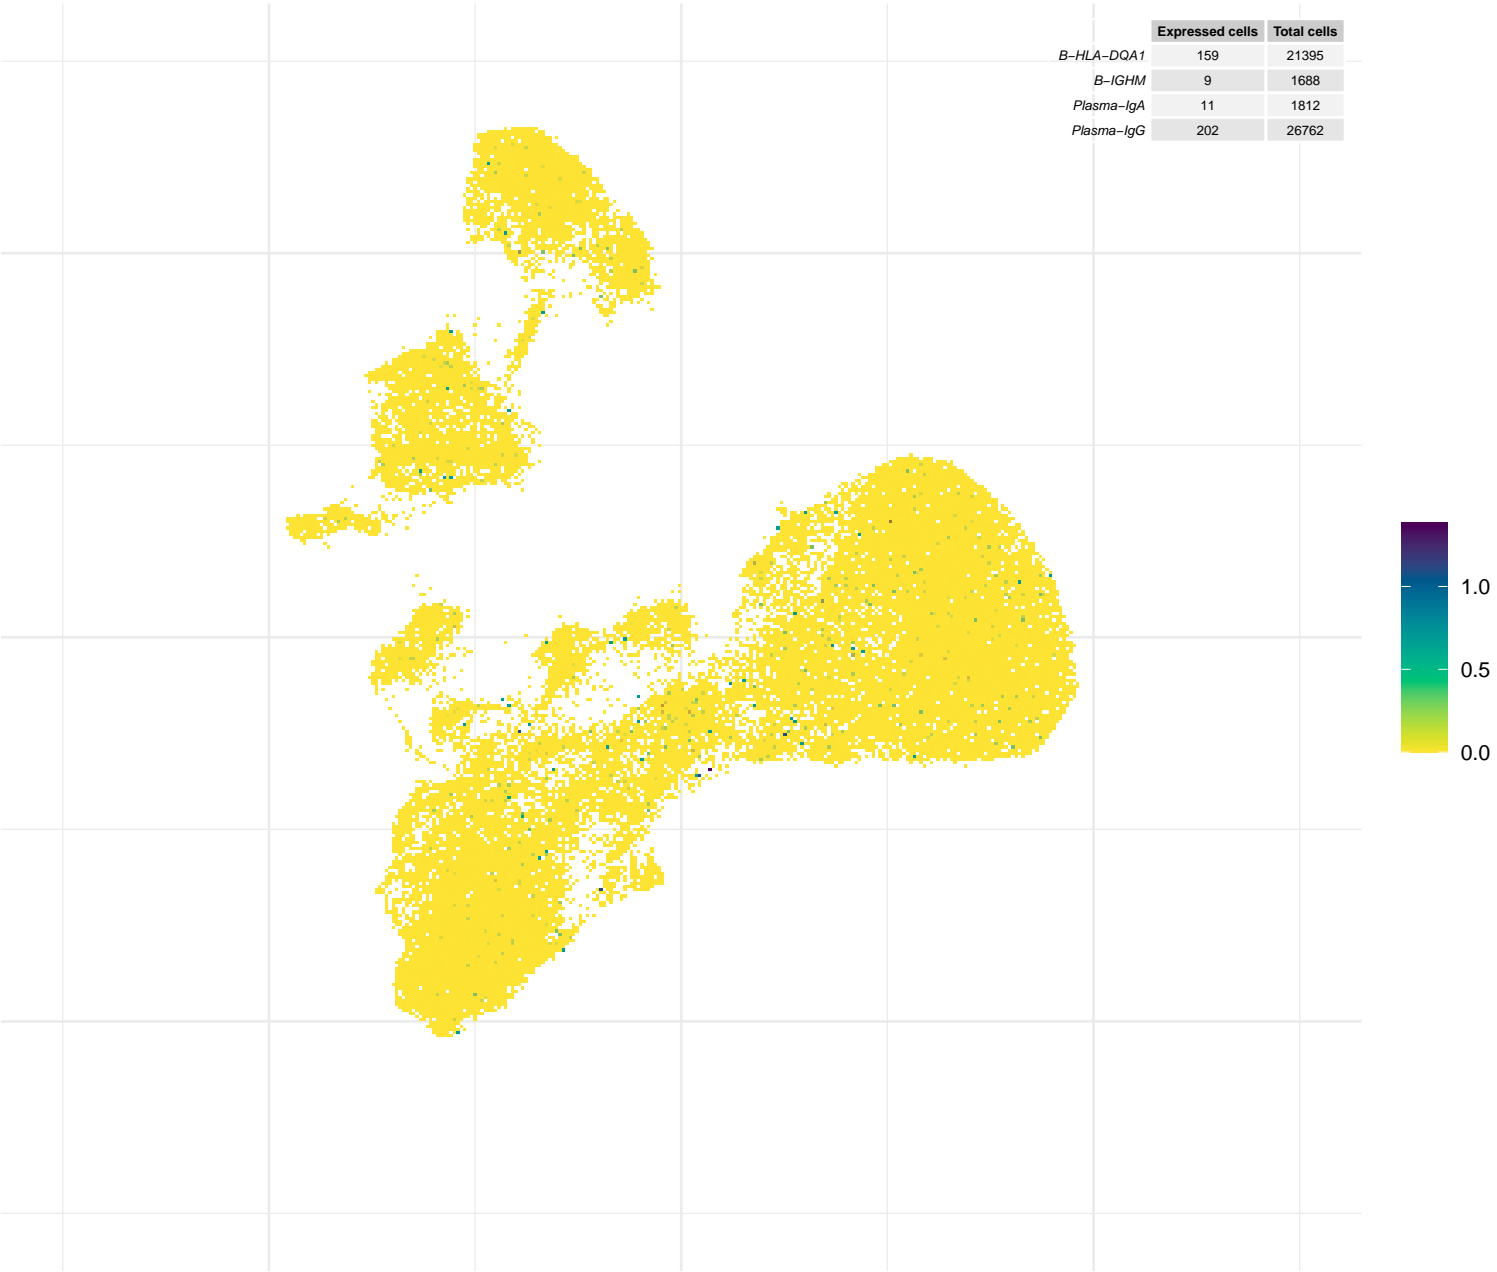 Expressed cells Total cells
B−HLA−DQA1 159 21395
B−IGHM 9 1688
Plasma−IgA 11 1812
Plasma−IgG 202 26762
1.0
0.5
0.0